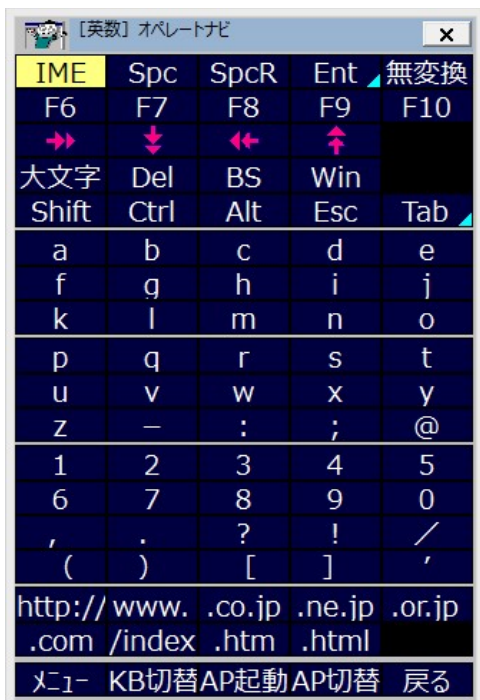 [英数] オペレートナビ
IME Spc SpcR Ent 無変換
F6 F7 F8 F9 F10
大文字 Del BS Win
Shift Ctrl Alt Esc Tab
a b c d e
f g h i j
k l m n o
p q r s t
u v w x y
z − : ; @
1 2 3 4 5
6 7 8 9 0
, . ? ! ／
( ) [ ] ′
http:// www. .co.jp .ne.jp .or.jp
.com /index .htm .html
メニュー KB切替 AP起動 AP切替 戻る